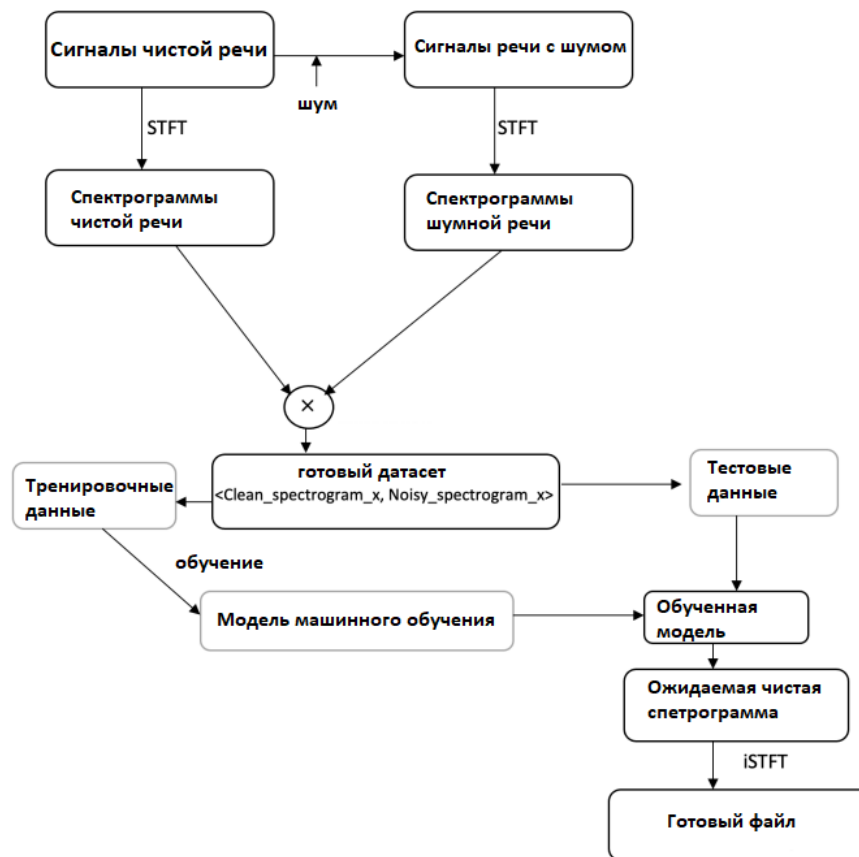 Сигналы чистой речи
Сигналы речи с шумом
шум
STFT
STFT
Спектрограммы
чистой речи
Спектрограммы
шумной речи
×
готовый датасет
<Clean_spectrogram_x, Noisy_spectrogram_x>
Тренировочные
данные
Тестовые
данные
обучение
Модель машинного обучения
Обученная
модель
Ожидаемая чистая
спетрограмма
iSTFT
Готовый файл